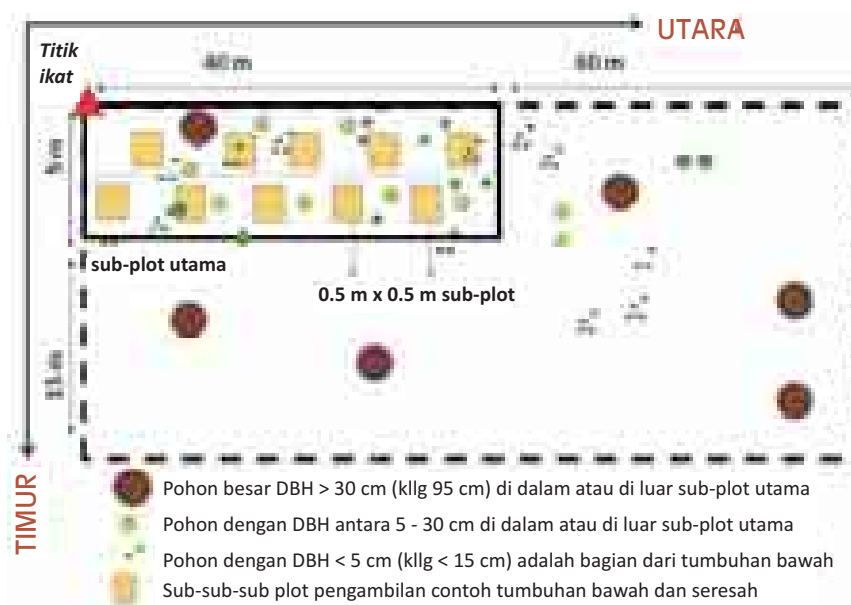 UTARA
Titik
ikat
40 m
60 m
5 m
sub-plot utama
0.5 m x 0.5 m sub-plot
15 m
TIMUR
Pohon besar DBH > 30 cm (kllg 95 cm) di dalam atau di luar sub-plot utama
Pohon dengan DBH antara 5 - 30 cm di dalam atau di luar sub-plot utama
Pohon dengan DBH < 5 cm (kllg < 15 cm) adalah bagian dari tumbuhan bawah
Sub-sub-sub plot pengambilan contoh tumbuhan bawah dan seresah